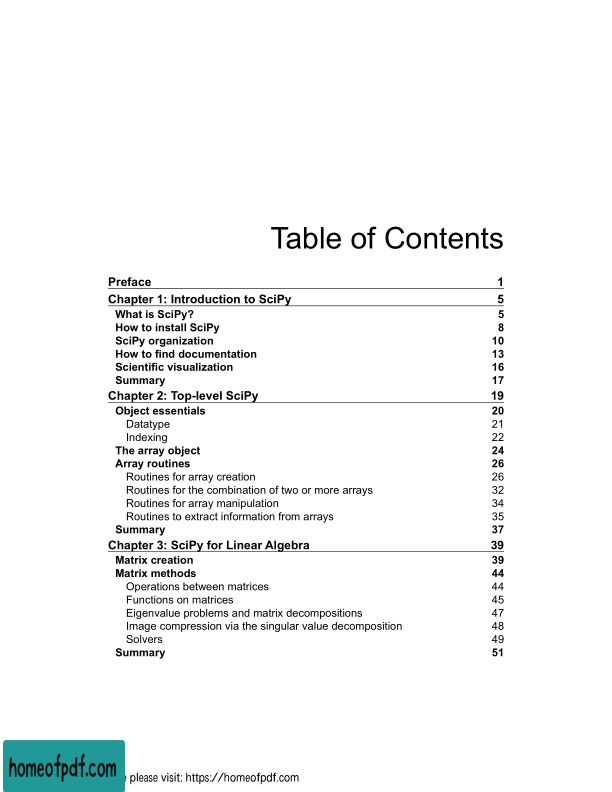 Table of Contents
Preface 1
Chapter 1: Introduction to SciPy 5
What is SciPy? 5
How to install SciPy 8
SciPy organization 10
How to find documentation 13
Scientific visualization 16
Summary 17
Chapter 2: Top-level SciPy 19
Object essentials 20
Datatype 21
Indexing 22
The array object 24
Array routines 26
Routines for array creation 26
Routines for the combination of two or more arrays 32
Routines for array manipulation 34
Routines to extract information from arrays 35
Summary 37
Chapter 3: SciPy for Linear Algebra 39
Matrix creation 39
Matrix methods 44
Operations between matrices 44
Functions on matrices 45
Eigenvalue problems and matrix decompositions 47
Image compression via the singular value decomposition 48
Solvers 49
Summary 51
homeofpdf.com
please visit: https://homeofpdf.com